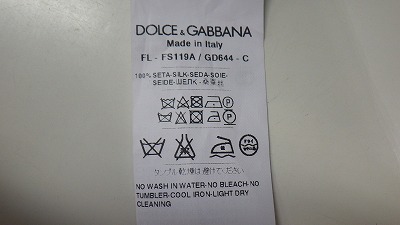 DOLCE & GABBANA
Made in Italy
FL - FS119A / GD644 - C
100% SETA-SILK-SEDA-SOIE-
SEIDE-ШЕЛК-
タンブル乾燥は避けてください
NO WASH IN WATER-NO BLEACH-NO
TUMBLER-COOL IRON-LIGHT DRY
CLEANING